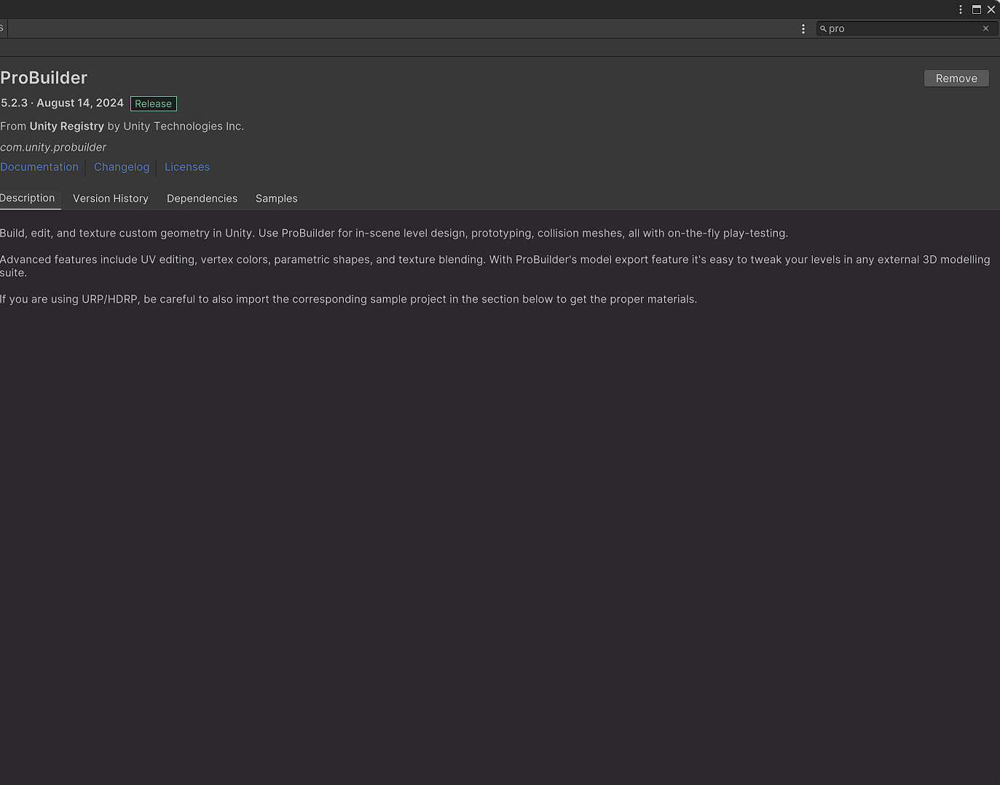 s
pro
ProBuilder
Remove
5.2.3 · August 14, 2024 Release
From Unity Registry by Unity Technologies Inc.
com.unity.probuilder
Documentation Changelog Licenses
Description Version History Dependencies Samples
Build, edit, and texture custom geometry in Unity. Use ProBuilder for in-scene level design, prototyping, collision meshes, all with on-the-fly play-testing.
Advanced features include UV editing, vertex colors, parametric shapes, and texture blending. With ProBuilder's model export feature it's easy to tweak your levels in any external 3D modelling
suite.
If you are using URP/HDRP, be careful to also import the corresponding sample project in the section below to get the proper materials.